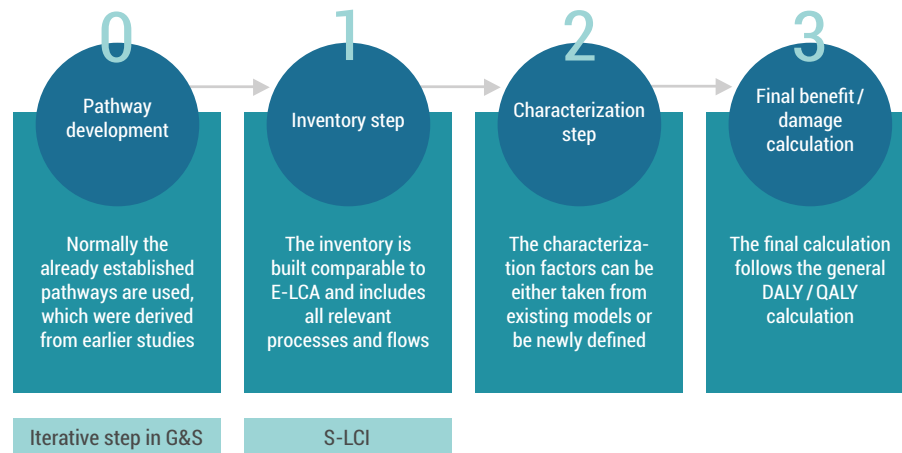 0
Pathway
development
Normally the
already established
pathways are used,
which were derived
from earlier studies
Iterative step in G&S
1
Inventory step
The inventory is
built comparable to
E-LCA and includes
all relevant
processes and flows
S-LCI
2
Characterization
step
The characteriza-
tion factors can be
either taken from
existing models or
be newly defined
3
Final benefit /
damage
calculation
The final calculation
follows the general
DALY / QALY
calculation